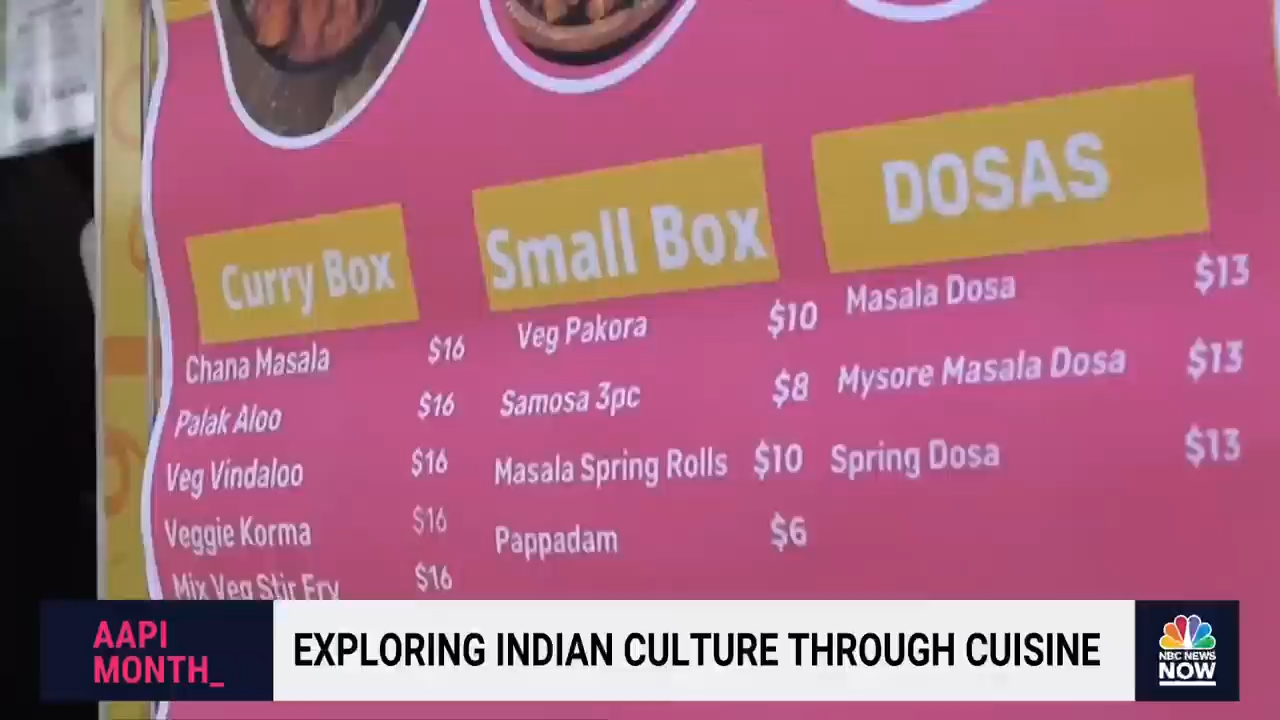 Curry Box
Chana Masala $16
Palak Aloo $16
Veg Vindaloo $16
Veggie Korma $16
Mix Veg Stir Fry $16
Small Box
Veg Pakora $10
Samosa 3pc $8
Masala Spring Rolls $10
Pappadam $6
DOSAS
Masala Dosa $13
Mysore Masala Dosa $13
Spring Dosa $13
AAPI
MONTH_
EXPLORING INDIAN CULTURE THROUGH CUISINE
NBC NEWS
NOW